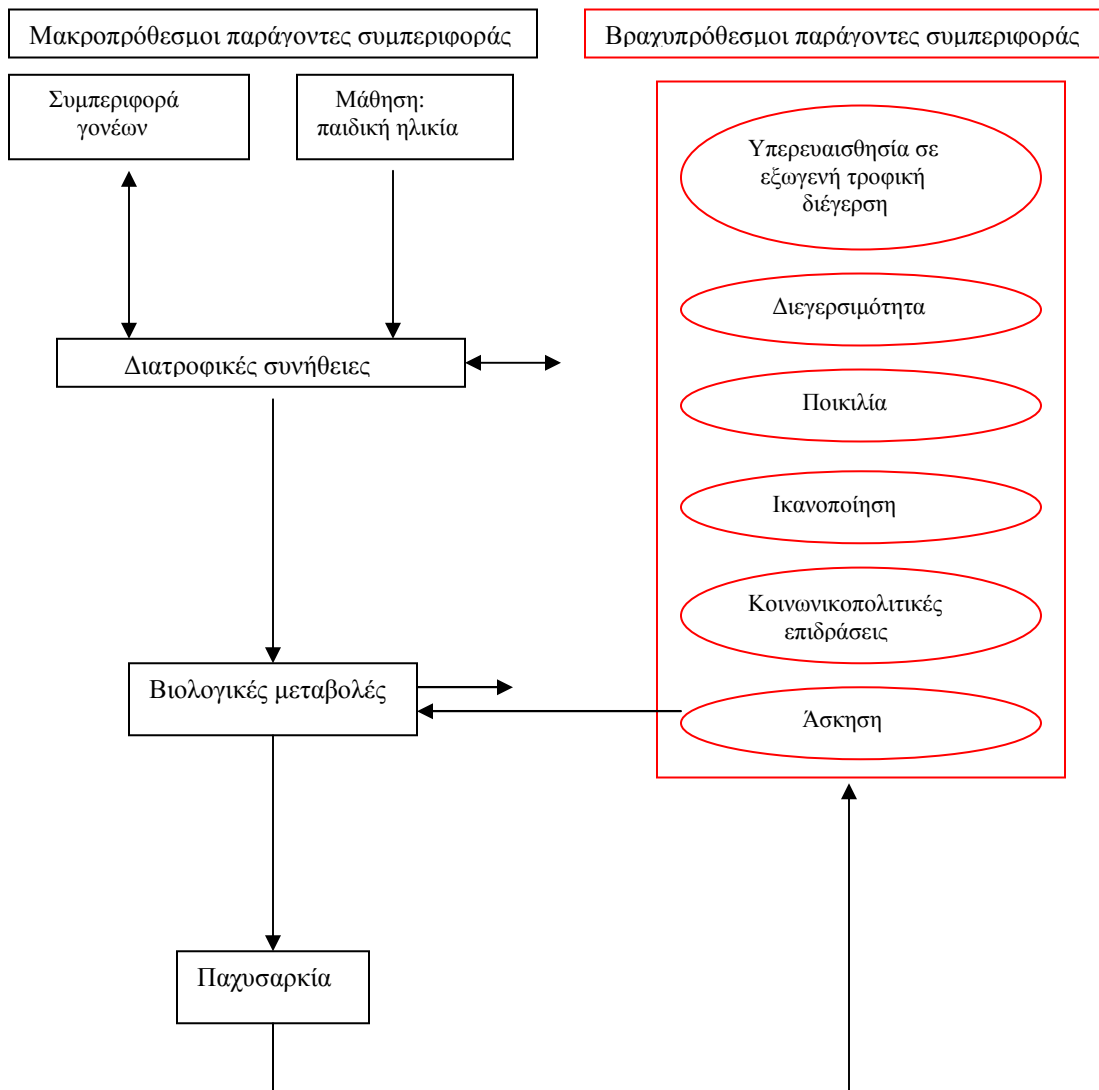 Μακροπρόθεσμοι παράγοντες συμπεριφοράς
Βραχυπρόθεσμοι παράγοντες συμπεριφοράς
Συμπεριφορά
γονέων
Μάθηση:
παιδική ηλικία
Υπερευαισθησία σε
εξωγενή τροφική
διέγερση
Διεγερσιμότητα
Διατροφικές συνήθειες
Ποικιλία
Ικανοποίηση
Κοινωνικοπολιτικές
επιδράσεις
Βιολογικές μεταβολές
Άσκηση
Παχυσαρκία